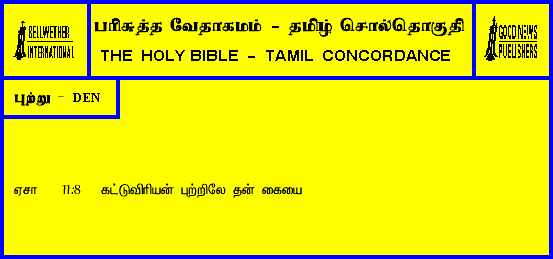 BELLWETHER
INTERNATIONAL
பரிசுத்த வேதாகமம் - தமிழ் சொல்தொகுதி
THE HOLY BIBLE - TAMIL CONCORDANCE
GOOD NEWS
PUBLISHERS
புற்று - DEN
ஏசா 11:8 கட்டுவிரியன் புற்றிலே தன் கையை